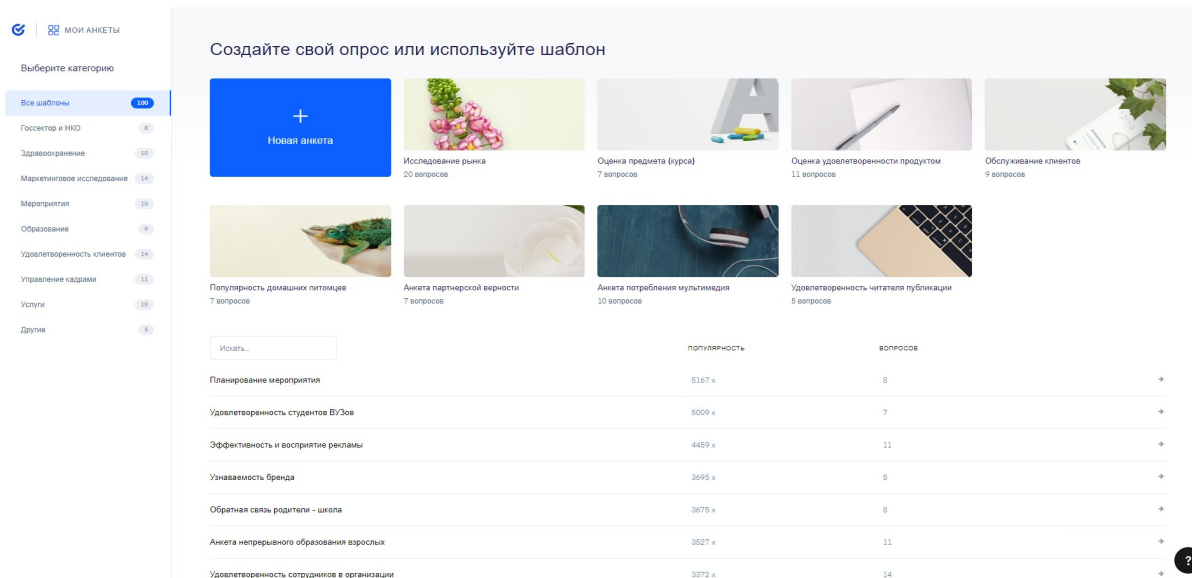 МОИ АНКЕТЫ
Выберите категорию
Все шаблоны 100
Госсектор и НКО 8
Здравоохранение 10
Маркетинговое исследование 14
Мероприятия 10
Образование 9
Удовлетворенность клиентов 14
Управление кадрами 11
Услуги 19
Другие 5
Создайте свой опрос или используйте шаблон
+
Новая анкета
Исследование рынка
20 вопросов
Оценка предмета (курса)
7 вопросов
Оценка удовлетворенности продуктом
11 вопросов
Обслуживание клиентов
9 вопросов
Популярность домашних питомцев
7 вопросов
Анкета партнерской верности
7 вопросов
Анкета потребления мультимедия
10 вопросов
Удовлетворенность читателя публикации
5 вопросов
Искать... ПОПУЛЯРНОСТЬ ВОПРОСОВ
Планирование мероприятия 5167 x 8
Удовлетворенность студентов ВУЗов 5009 x 7
Эффективность и восприятие рекламы 4459 x 11
Узнаваемость бренда 3695 x 5
Обратная связь родители - школа 3675 x 8
Анкета непрерывного образования взрослых 3527 x 11
Удовлетворенность сотрудников в организации 3372 x 14
?